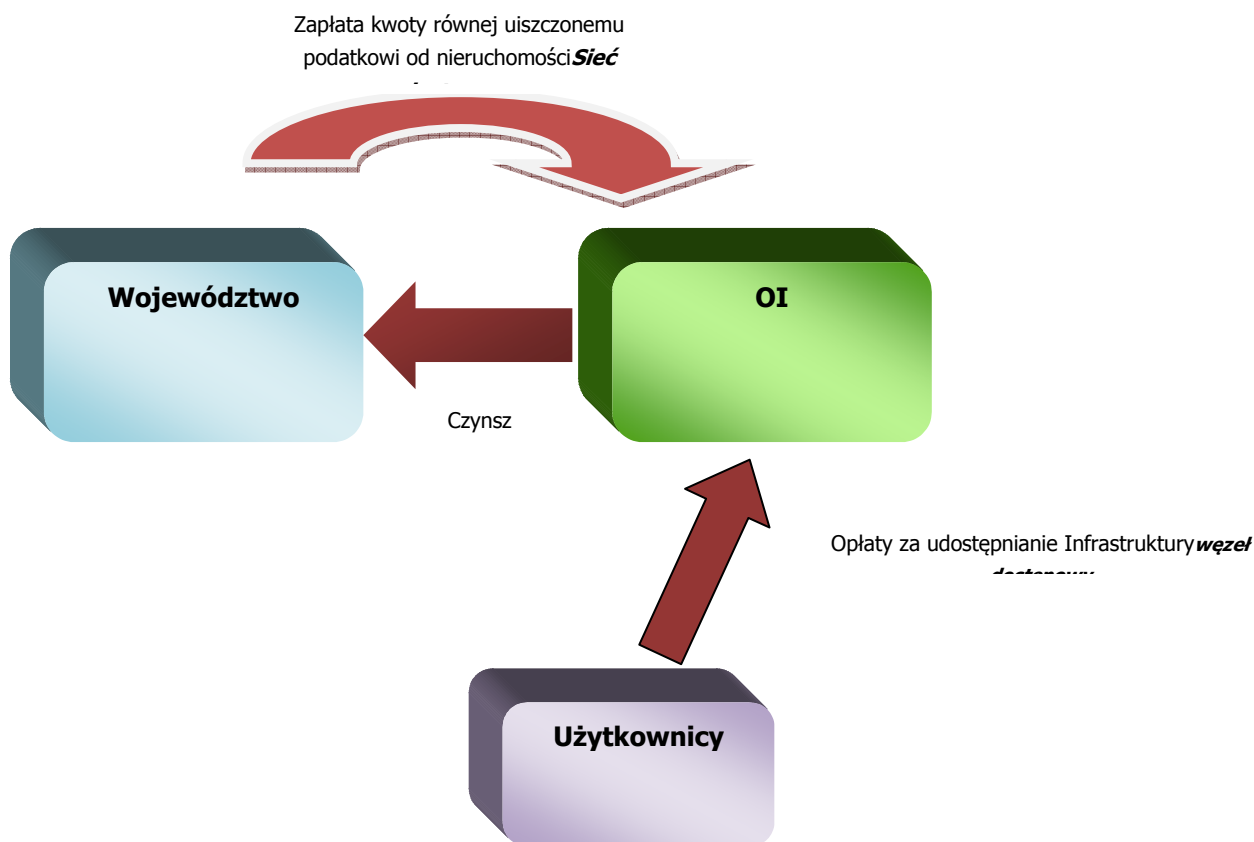 Zapłata kwoty równej uiszczonemu
podatkowi od nieruchomościSieć
Województwo
OI
Czynsz
Opłaty za udostępnianie Infrastrukturywęzeł
Użytkownicy